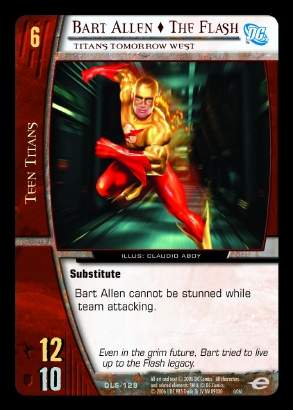 6
BART ALLEN ♦ THE FLASH
TITANS TOMORROW WEST
DC
TEEN TITANS
ILLUS: CLAUDIO ABOY
Substitute
Bart Allen cannot be stunned while
team attacking.
Even in the grim future, Bart tried to live
up to the Flash legacy.
12
10